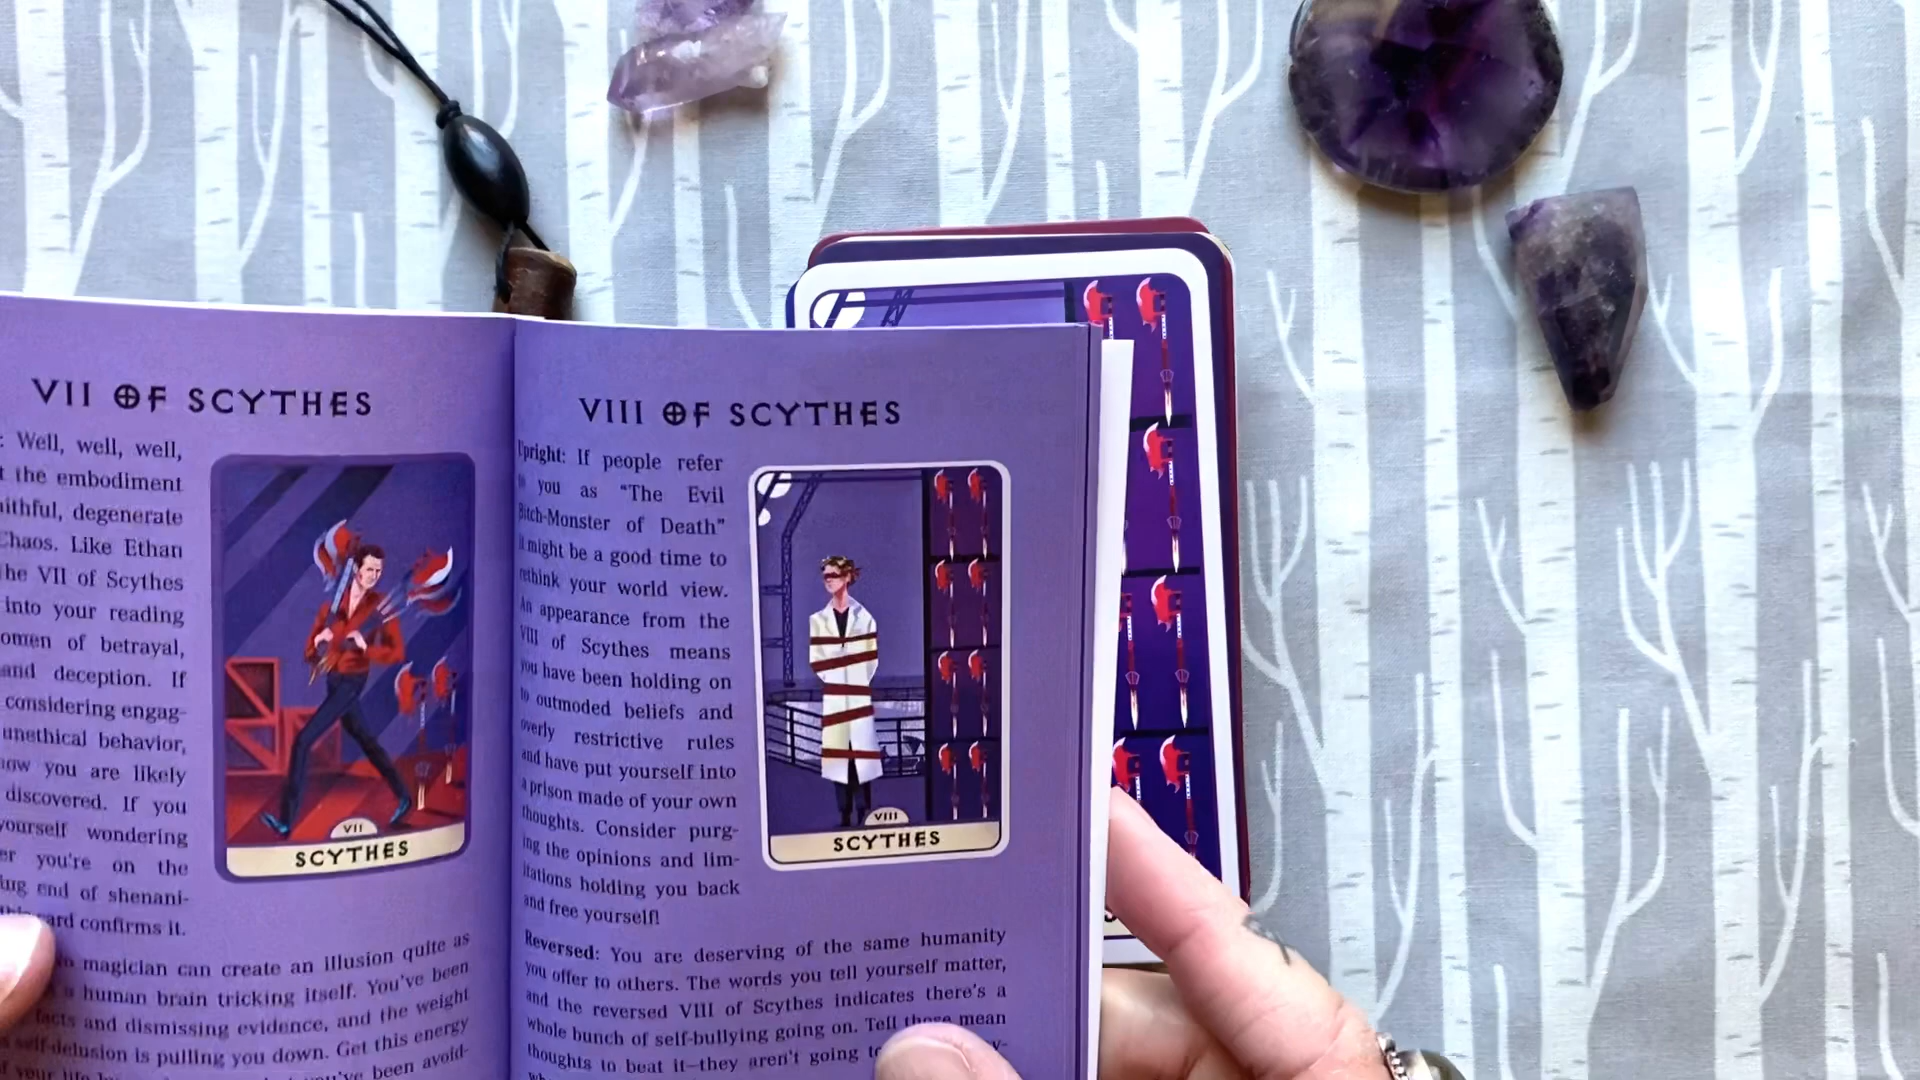 VII OF SCYTHES
: Well, well, well,
the embodiment
degenerate
Chaos. Like Ethan
the VII of Scythes
into your reading
omen of betrayal,
and deception. If
considering engag-
unethical behavior,
you are likely
discovered. If you
yourself wondering
you're on the
end of shenani-
card confirms it.
magician can create an illusion quite as
a human brain tricking itself. You've been
facts and dismissing evidence, and the weight
self-delusion is pulling you down. Get this energy
your life
you've been avoid-
VII
SCYTHES
VIII OF SCYTHES
Upright: If people refer
you as "The Evil
Bitch-Monster of Death"
it might be a good time to
rethink your world view.
An appearance from the
VIII of Scythes means
you have been holding on
to outmoded beliefs and
overly restrictive rules
and have put yourself into
a prison made of your own
thoughts. Consider purg-
ing the opinions and lim-
itations holding you back
and free yourself!
VIII
SCYTHES
Reversed: You are deserving of the same humanity
you offer to others. The words you tell yourself matter,
and the reversed VIII of Scythes indicates there's a
whole bunch of self-bullying going on. Tell those mean
thoughts to beat it—they aren't going to